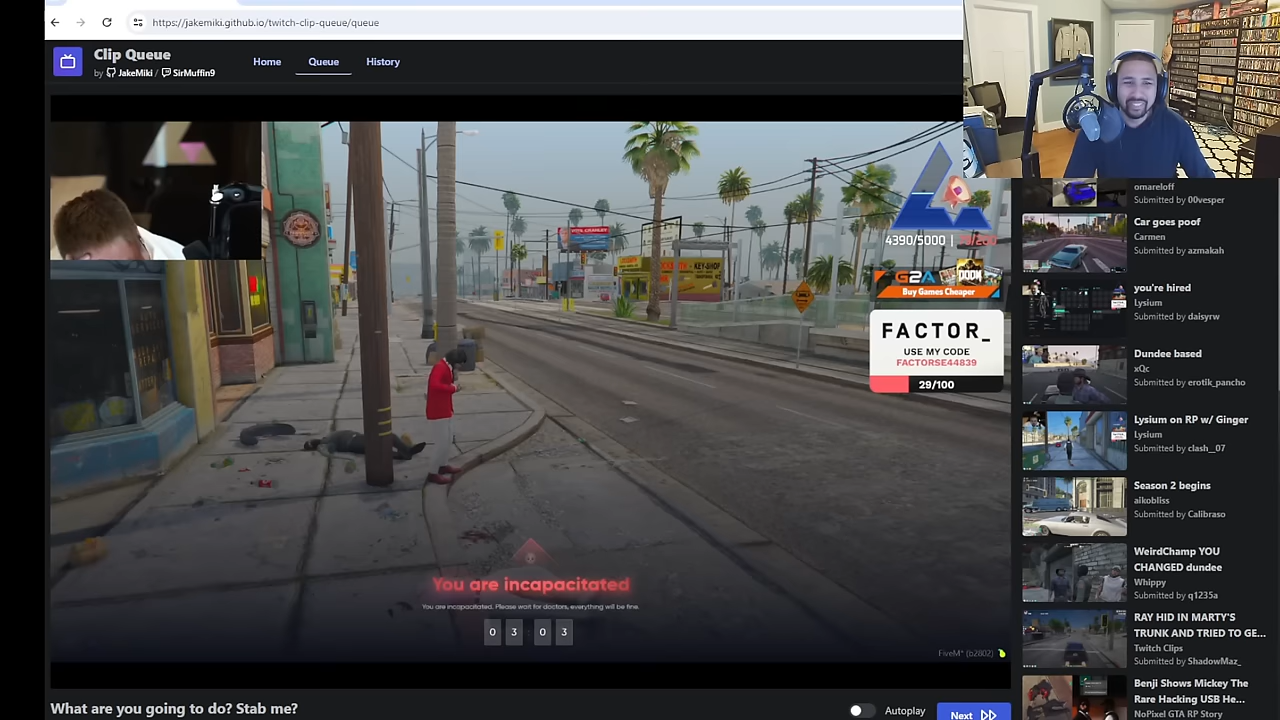 https://jakemiki.github.io/twitch-clip-queue/queue
Clip Queue
by JakeMiki / SirMuffin9
Home
Queue
History
4390/5000 |
G2A
DOOM
Buy Games Cheaper
FACTOR_
USE MY CODE
FACTORSE44839
29/100
KEY-SHOP
You are incapacitated
You are incapacitated. Please wait for doctors, everything will be fine.
0 3 : 0 3
FiveM* (b2802)
What are you going to do? Stab me?
Autoplay
Next
omareloff
Submitted by 00vesper
Car goes poof
Carmen
Submitted by azmakah
you're hired
Lysium
Submitted by daisyrw
Dundee based
xQc
Submitted by erotik_pancho
Lysium on RP w/ Ginger
Lysium
Submitted by clash__07
Season 2 begins
aikobliss
Submitted by Calibraso
WeirdChamp YOU
CHANGED dundee
Whippy
Submitted by q1235a
RAY HID IN MARTY'S
TRUNK AND TRIED TO GE...
Twitch Clips
Submitted by ShadowMaz_
Benji Shows Mickey The
Rare Hacking USB He...
NoPixel GTA RP Story